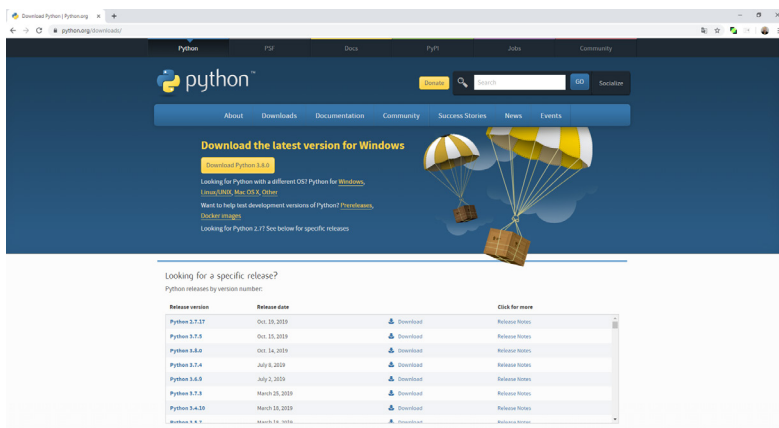 Download Python | Python.org
python.org/downloads/
Python PSF Docs PyPI Jobs Community
python™
Donate Search GO Socialize
About Downloads Documentation Community Success Stories News Events
Download the latest version for Windows
Download Python 3.8.0
Looking for Python with a different OS? Python for Windows,
Linux/UNIX, Mac OS X, Other
Want to help test development versions of Python? Prereleases,
Docker images
Looking for Python 2.7? See below for specific releases
Looking for a specific release?
Python releases by version number:
Release version Release date Click for more
Python 2.7.17 Oct. 19, 2019 Download Release Notes
Python 3.7.5 Oct. 15, 2019 Download Release Notes
Python 3.8.0 Oct. 14, 2019 Download Release Notes
Python 3.7.4 July 8, 2019 Download Release Notes
Python 3.6.9 July 2, 2019 Download Release Notes
Python 3.7.3 March 25, 2019 Download Release Notes
Python 3.4.10 March 18, 2019 Download Release Notes